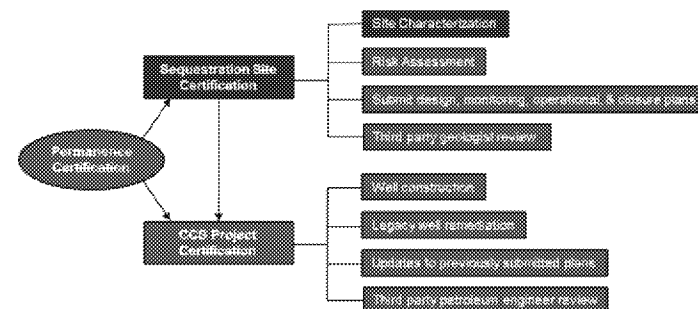 Permanence
Certification
Sequestration Site
Certification
Site Characterization
Risk Assessment
Submit design, monitoring, operational, & closure plans
Third party geologist review
CCS Project
Certification
Well construction
Legacy well remediation
Updates to previously submitted plans
Third party petroleum engineer review